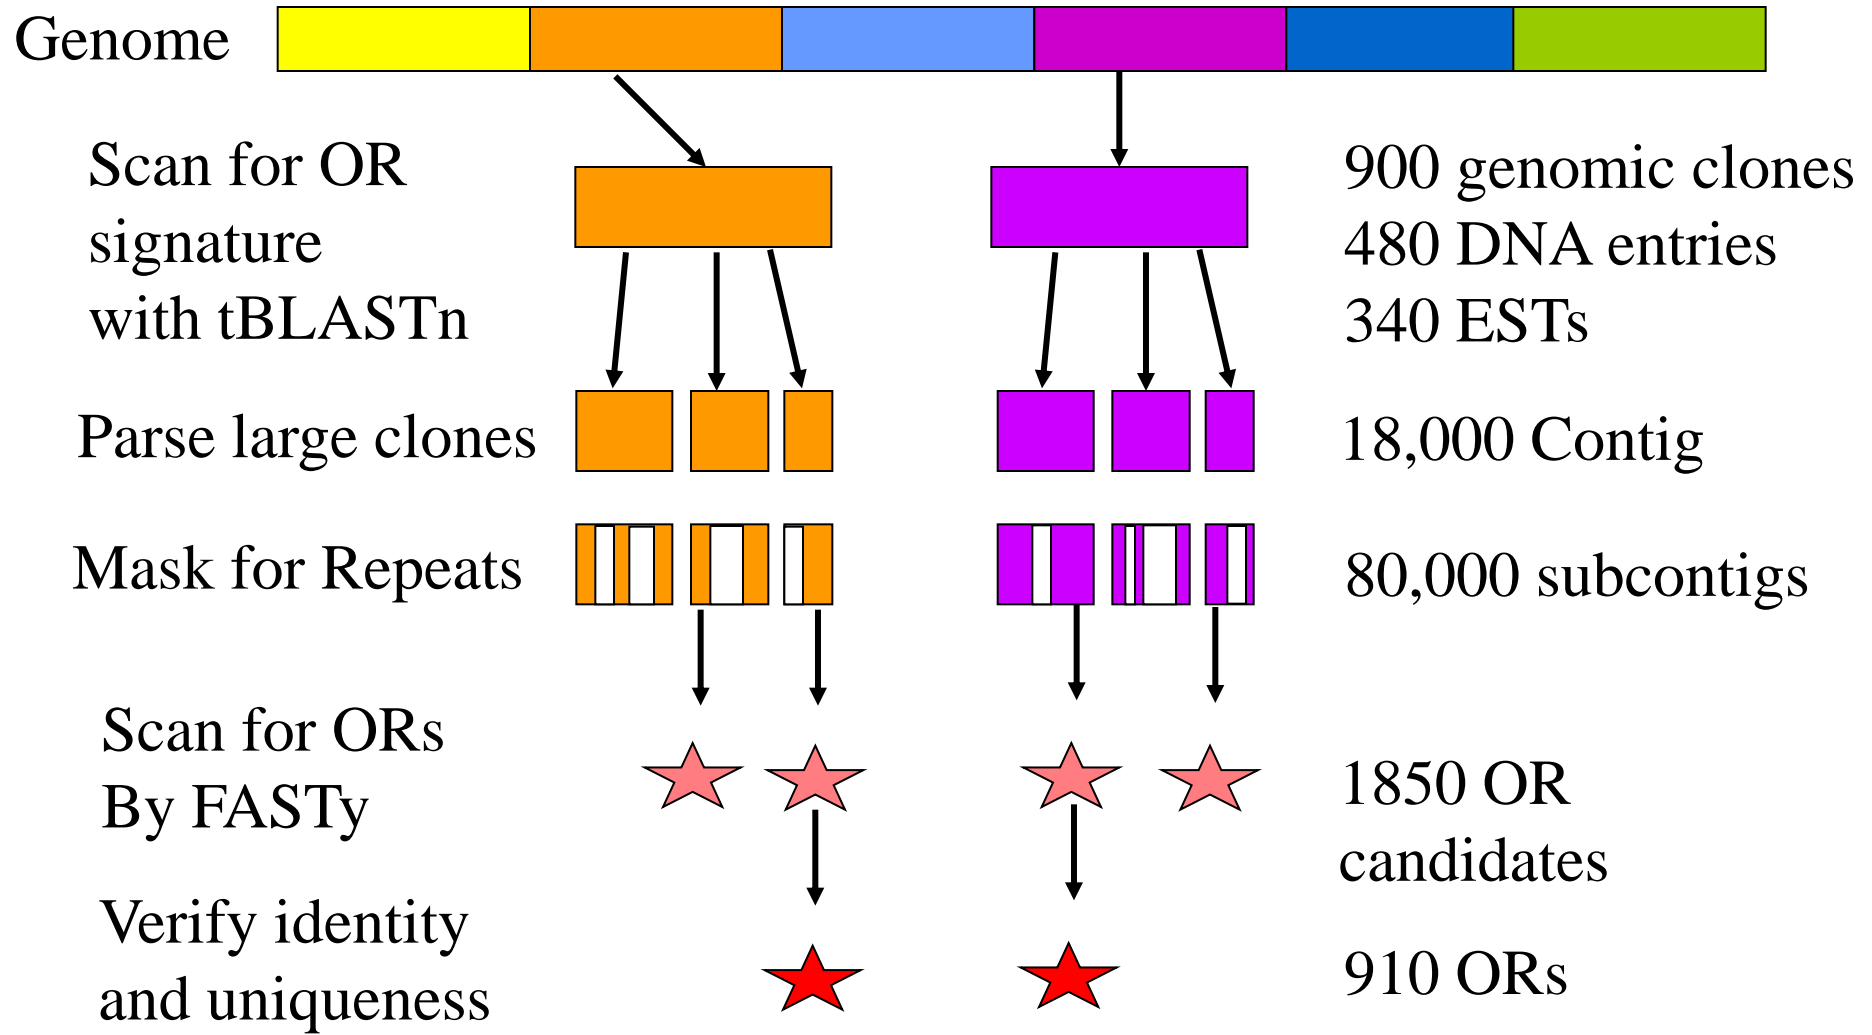 Genome
Scan for OR
signature
with tBLASTn
900 genomic clones
480 DNA entries
340 ESTs
Parse large clones
18,000 Contig
Mask for Repeats
80,000 subcontigs
Scan for ORs
By FASTy
1850 OR
candidates
Verify identity
and uniqueness
910 ORs